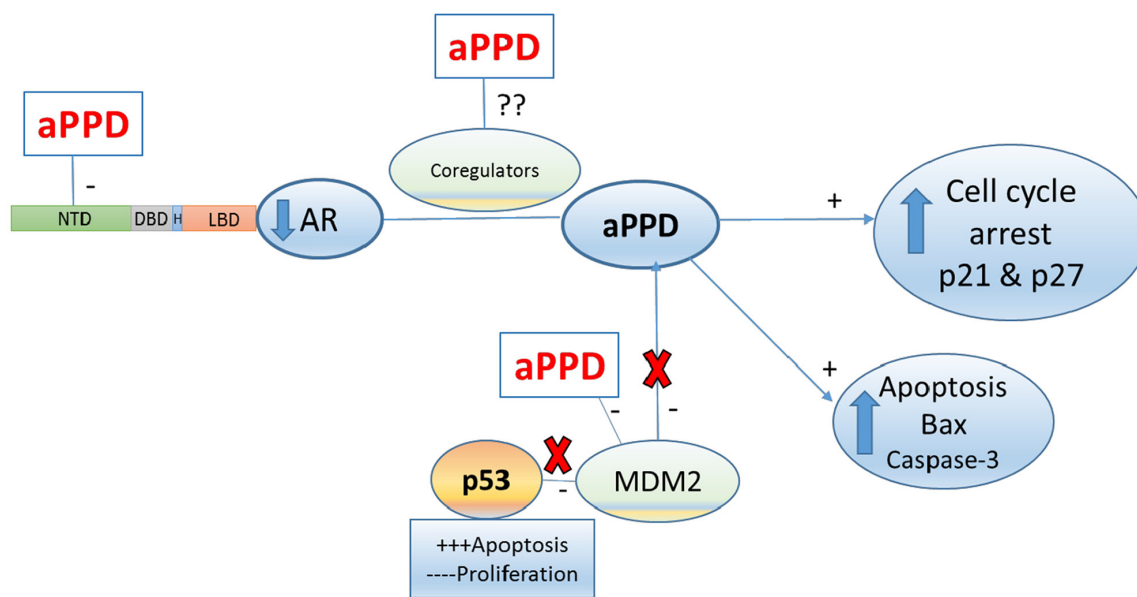 aPPD
??
aPPD
-
Coregulators
NTD
DBD
H
LBD
AR
aPPD
+
Cell cycle
arrest
p21 & p27
aPPD
-
-
+
Apoptosis
Bax
Caspase-3
p53
-
MDM2
+++Apoptosis
----Proliferation